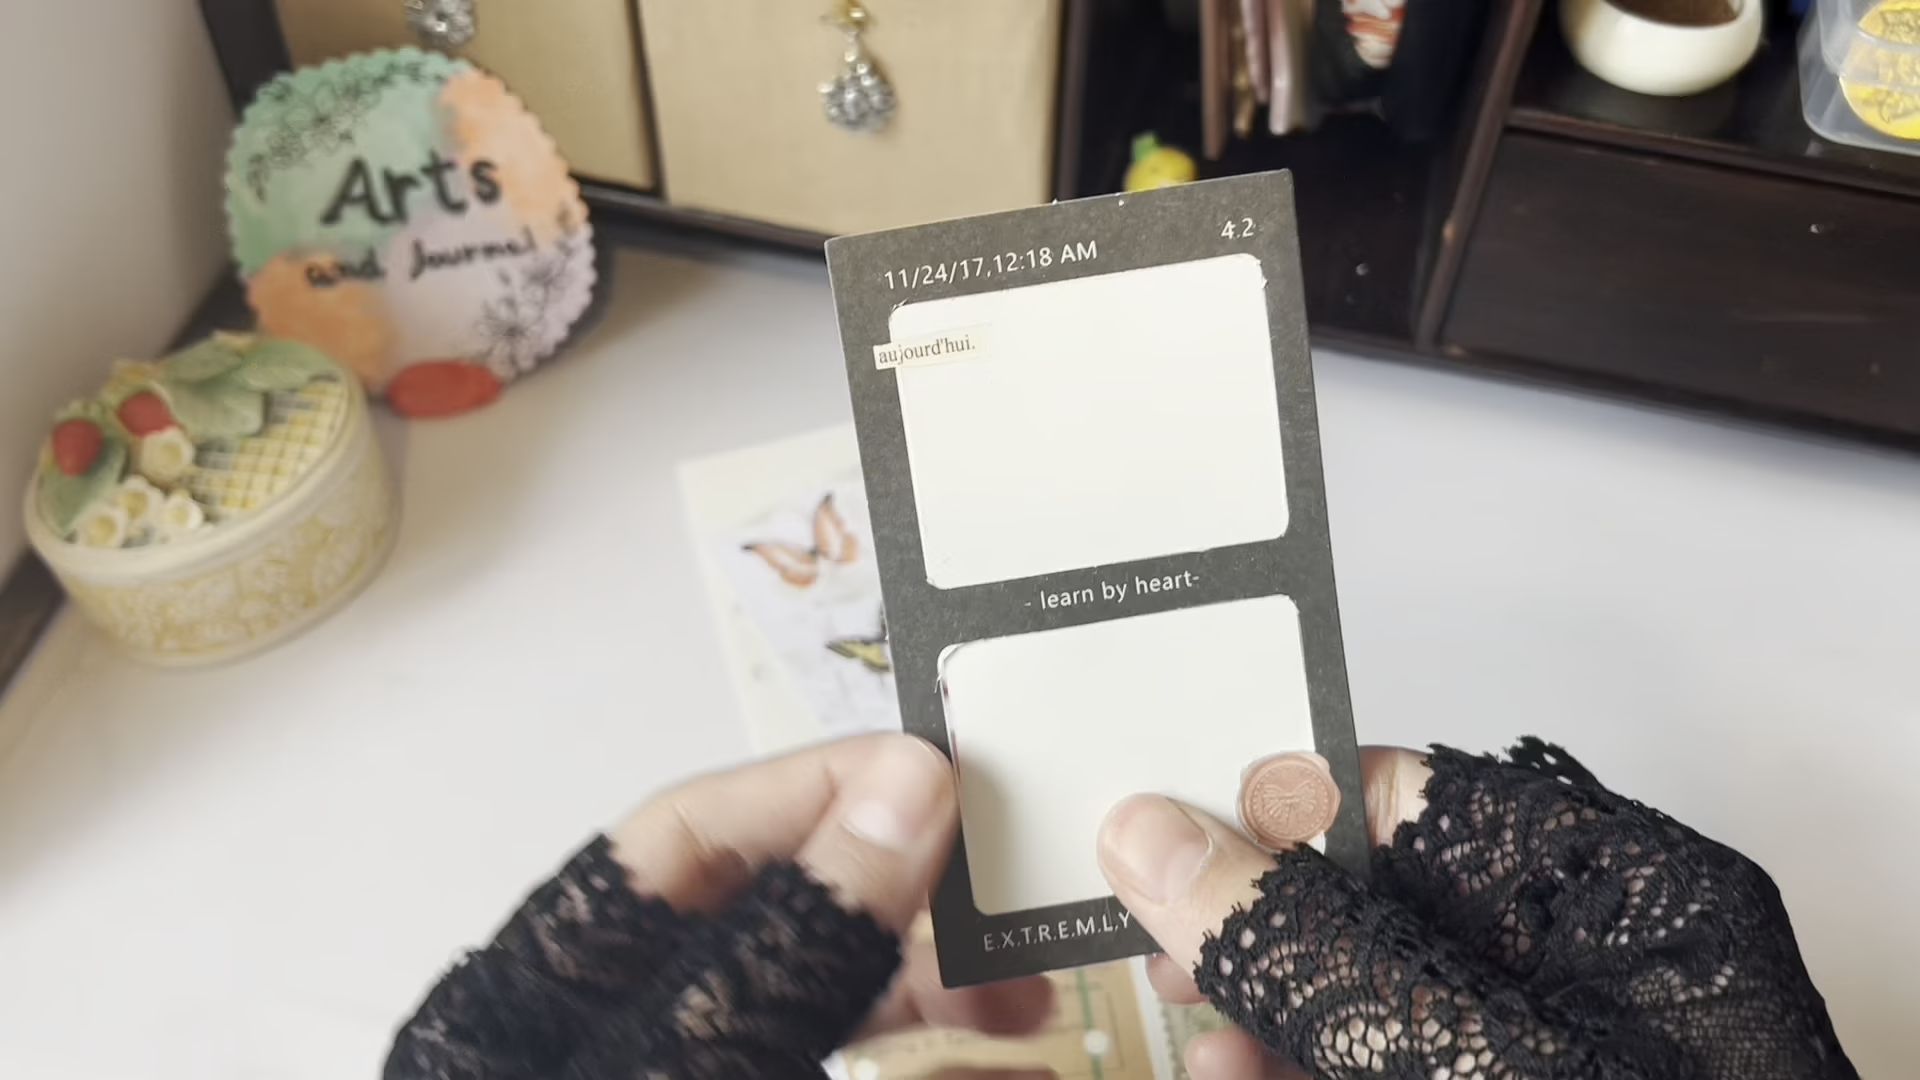 Arts
and Journal
11/24/17,12:18 AM
4.2
aujourd'hui.
- learn by heart-
E.X.T.R.E.M.L.Y